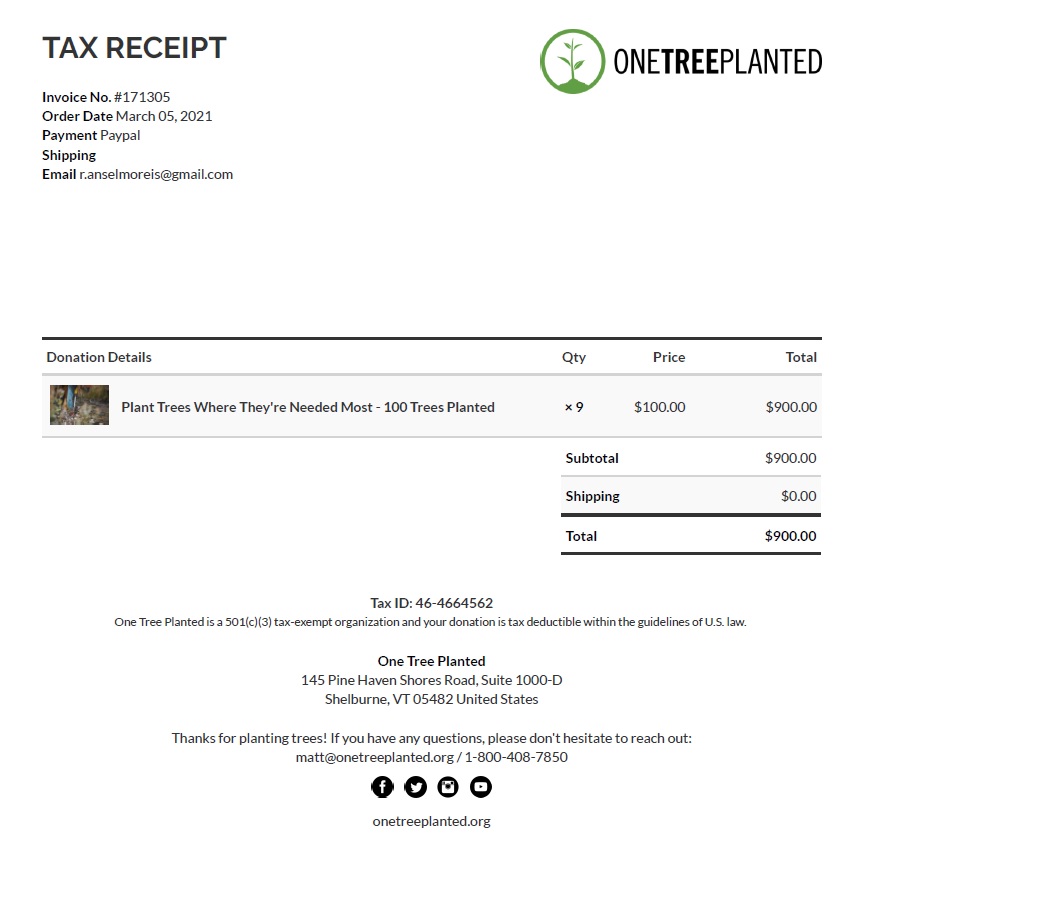 TAX RECEIPT
ONETREEPLANTED
Invoice No. #171305
Order Date March 05, 2021
Payment Paypal
Shipping
Email r.anselmoreis@gmail.com
Donation Details Qty Price Total
Plant Trees Where They're Needed Most - 100 Trees Planted × 9 $100.00 $900.00
Subtotal $900.00
Shipping $0.00
Total $900.00
Tax ID: 46-4664562
One Tree Planted is a 501(c)(3) tax-exempt organization and your donation is tax deductible within the guidelines of U.S. law.
One Tree Planted
145 Pine Haven Shores Road, Suite 1000-D
Shelburne, VT 05482 United States
Thanks for planting trees! If you have any questions, please don't hesitate to reach out:
matt@onetreeplanted.org / 1-800-408-7850
onetreeplanted.org